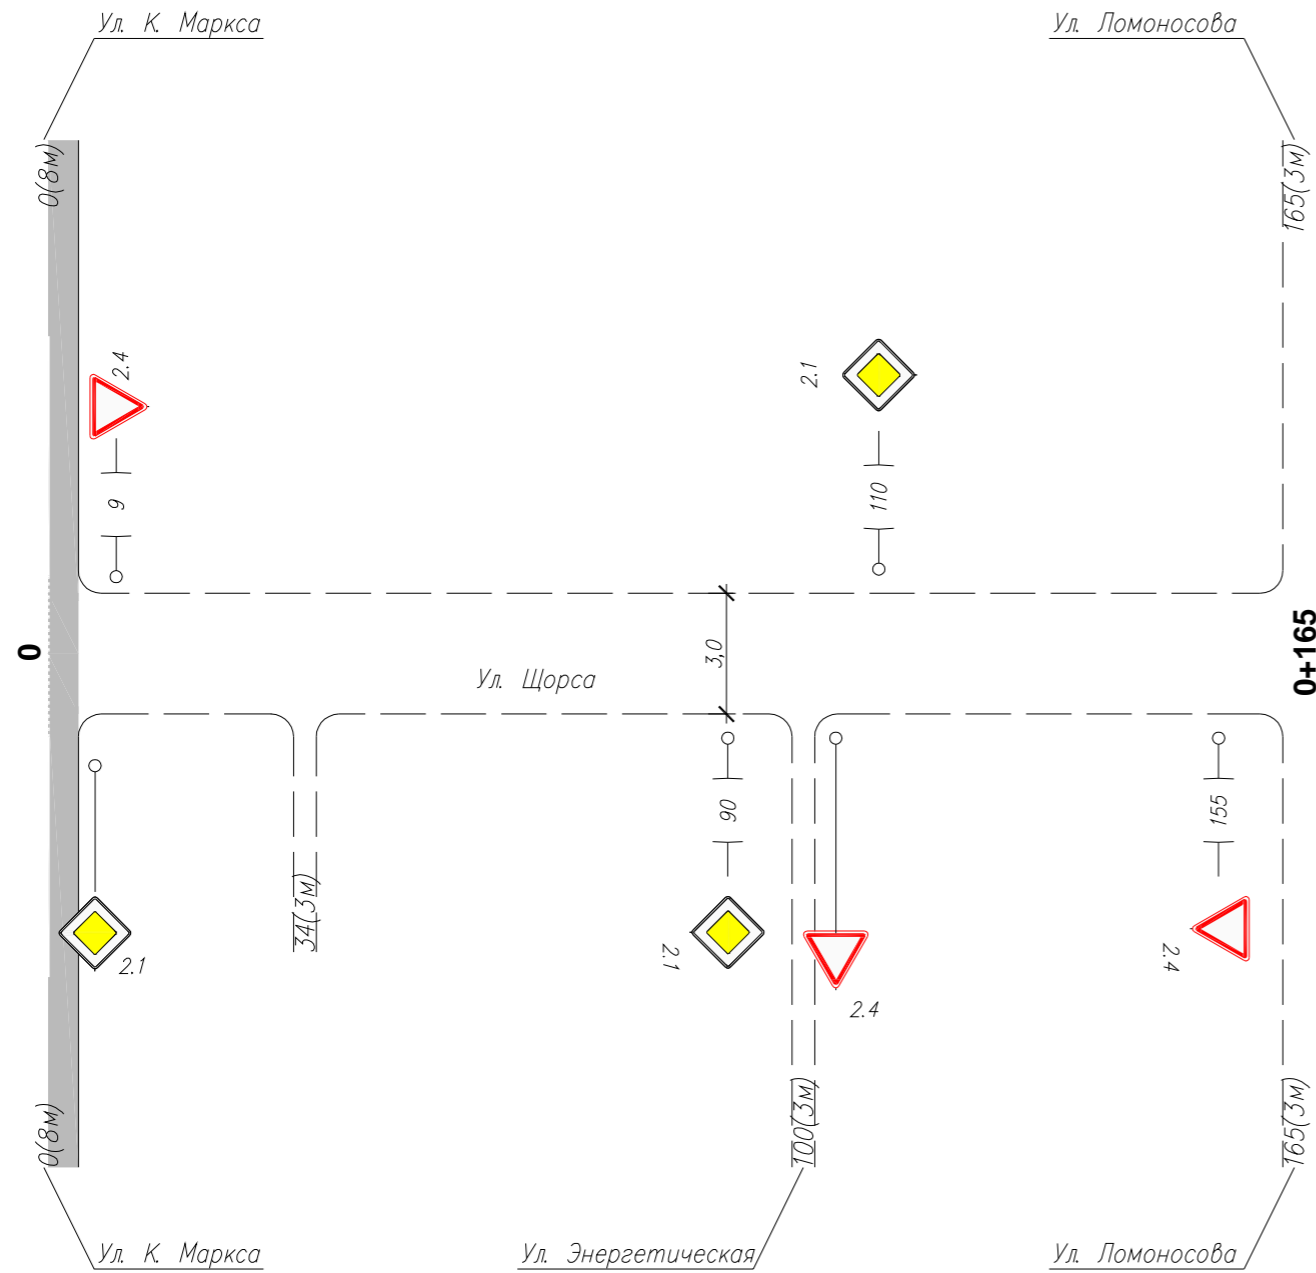 Ул. К. Маркса
Ул. Ломоносова
0(8м)
165(3м)
2.4
2.1
9
110
0
3,0
Ул. Щорса
0+165
90
155
34(3м)
2.1
2.1
2.4
2.4
0(8м)
100(3м)
165(3м)
Ул. К. Маркса
Ул. Энергетическая
Ул. Ломоносова